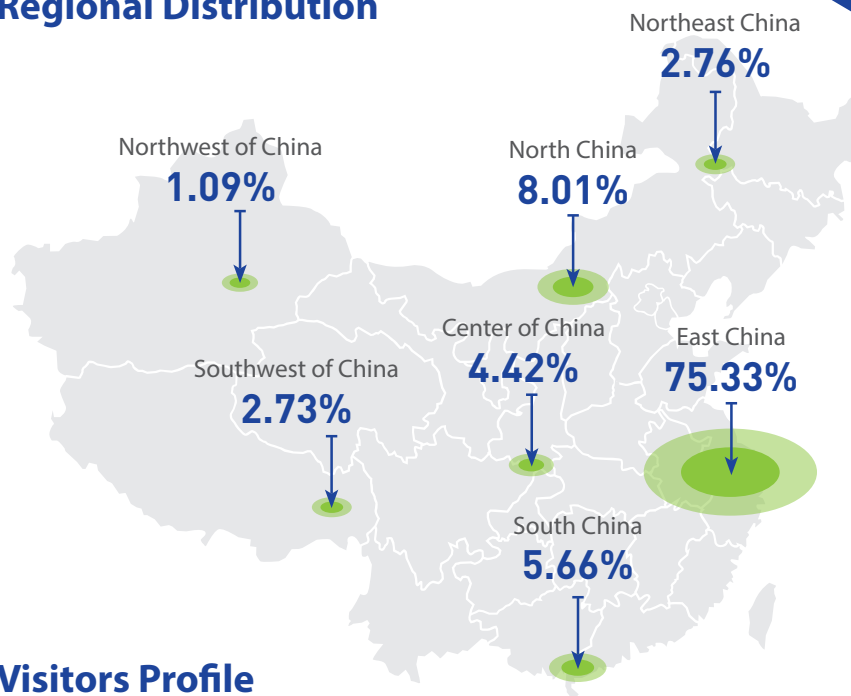 Regional Distribution
Northeast China
2.76%
Northwest of China
1.09%
North China
8.01%
Center of China
4.42%
East China
75.33%
Southwest of China
2.73%
South China
5.66%
Visitors Profile